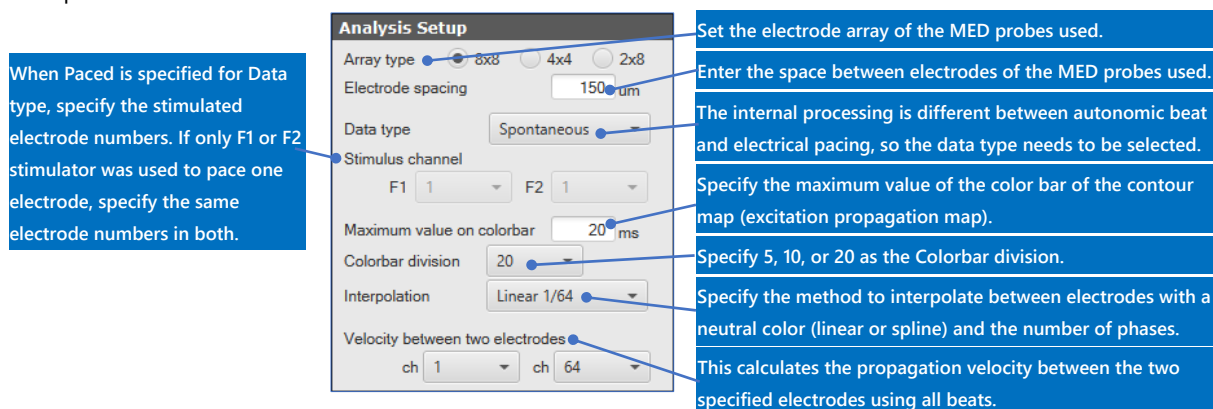 When Paced is specified for Data
type, specify the stimulated
electrode numbers. If only F1 or F2
stimulator was used to pace one
electrode, specify the same
electrode numbers in both.
Analysis Setup
Array type 8x8 4x4 2x8
Electrode spacing 150 um
Data type Spontaneous
Stimulus channel
F1 1 F2 1
Maximum value on colorbar 20 ms
Colorbar division 20
Interpolation Linear 1/64
Velocity between two electrodes
ch 1 ch 64
Set the electrode array of the MED probes used.
Enter the space between electrodes of the MED probes used.
The internal processing is different between autonomic beat
and electrical pacing, so the data type needs to be selected.
Specify the maximum value of the color bar of the contour
map (excitation propagation map).
Specify 5, 10, or 20 as the Colorbar division.
Specify the method to interpolate between electrodes with a
neutral color (linear or spline) and the number of phases.
This calculates the propagation velocity between the two
specified electrodes using all beats.